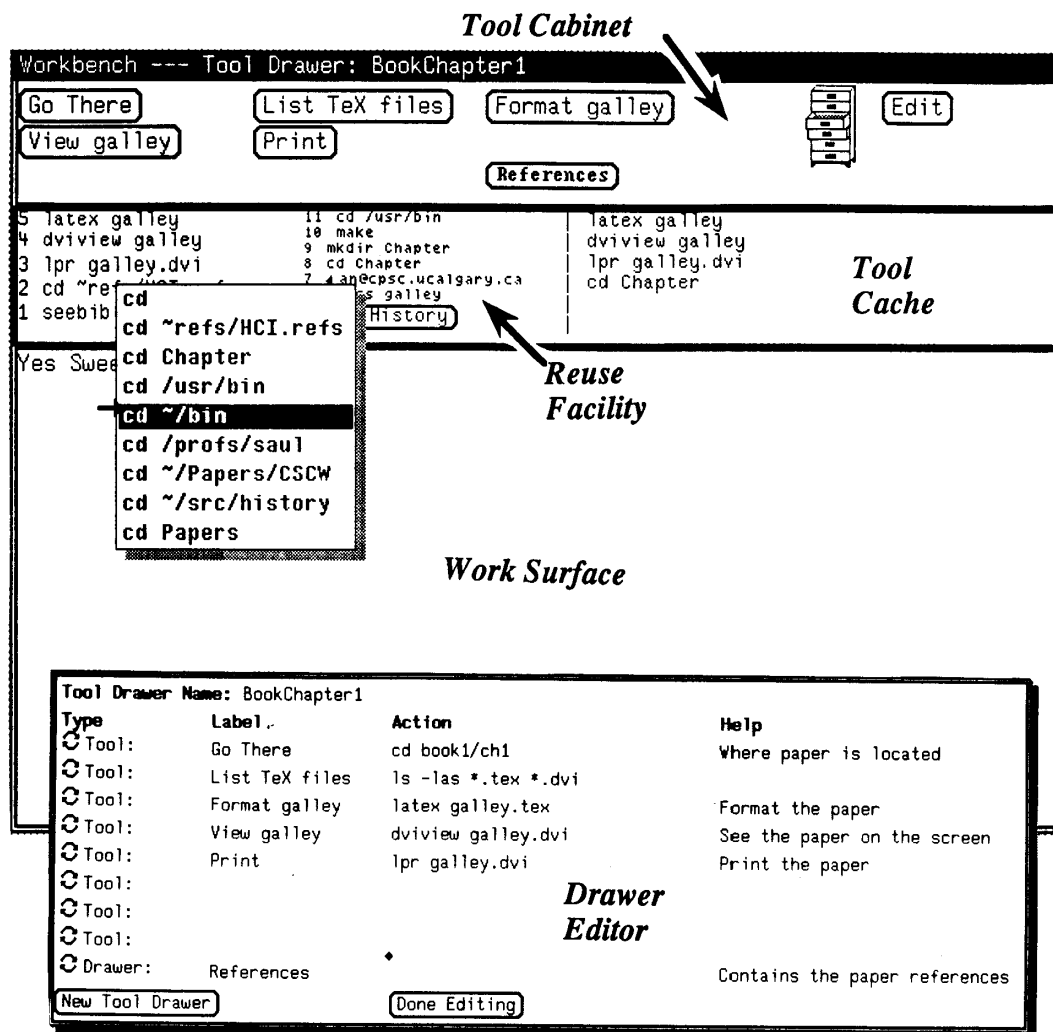 Tool Cabinet
Workbench --- Tool Drawer: BookChapter1
Go There List TeX files Format galley Edit
View galley Print
References
5 latex galley
4 dviview galley
3 lpr galley.dvi
2 cd ~ref
1 seebib
11 cd /usr/bin
10 make
9 mkdir Chapter
8 cd Chapter
7 an@cpsc.ucalgary.ca
s galley
History
latex galley
dviview galley
lpr galley.dvi
cd Chapter
Tool
Cache
Yes Swee
cd
cd ~refs/HCI.refs
cd Chapter
cd /usr/bin
cd ~/bin
cd /profs/saul
cd ~/Papers/CSCW
cd ~/src/history
cd Papers
Reuse
Facility
Work Surface
Tool Drawer Name: BookChapter1
Type Label Action Help
Tool: Go There cd book1/ch1 Where paper is located
Tool: List TeX files ls -las *.tex *.dvi
Tool: Format galley latex galley.tex Format the paper
Tool: View galley dviview galley.dvi See the paper on the screen
Tool: Print lpr galley.dvi Print the paper
Tool:
Tool:
Tool:
Drawer: References Contains the paper references
Drawer
Editor
New Tool Drawer Done Editing